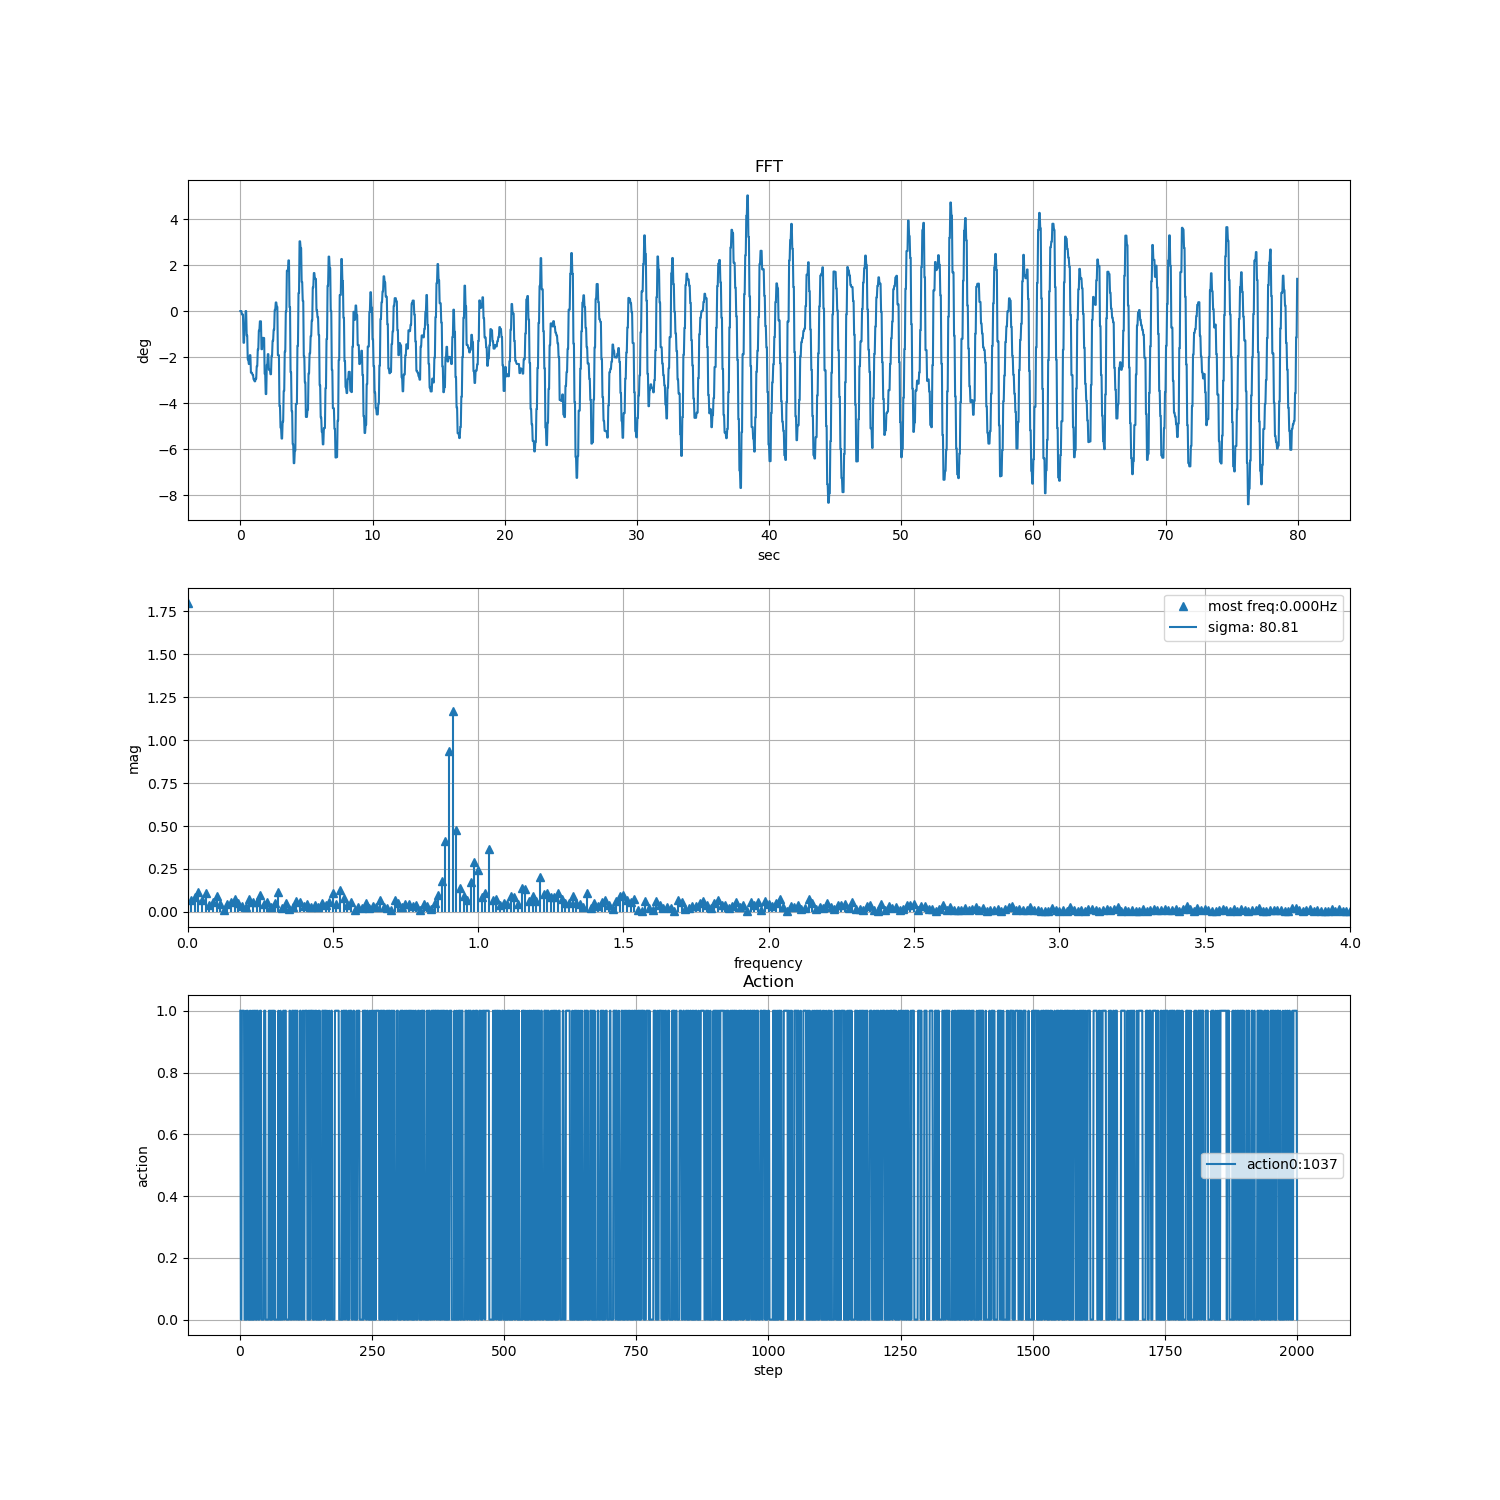 FFT
4
2
0
−2
−4
−6
−8
deg
0 10 20 30 40 50 60 70 80
sec
most freq:0.000Hz
sigma: 80.81
1.75
1.50
1.25
1.00
0.75
0.50
0.25
0.00
mag
0.0 0.5 1.0 1.5 2.0 2.5 3.0 3.5 4.0
frequency
Action
1.0
0.8
0.6
0.4
0.2
0.0
action
action0:1037
0 250 500 750 1000 1250 1500 1750 2000
step